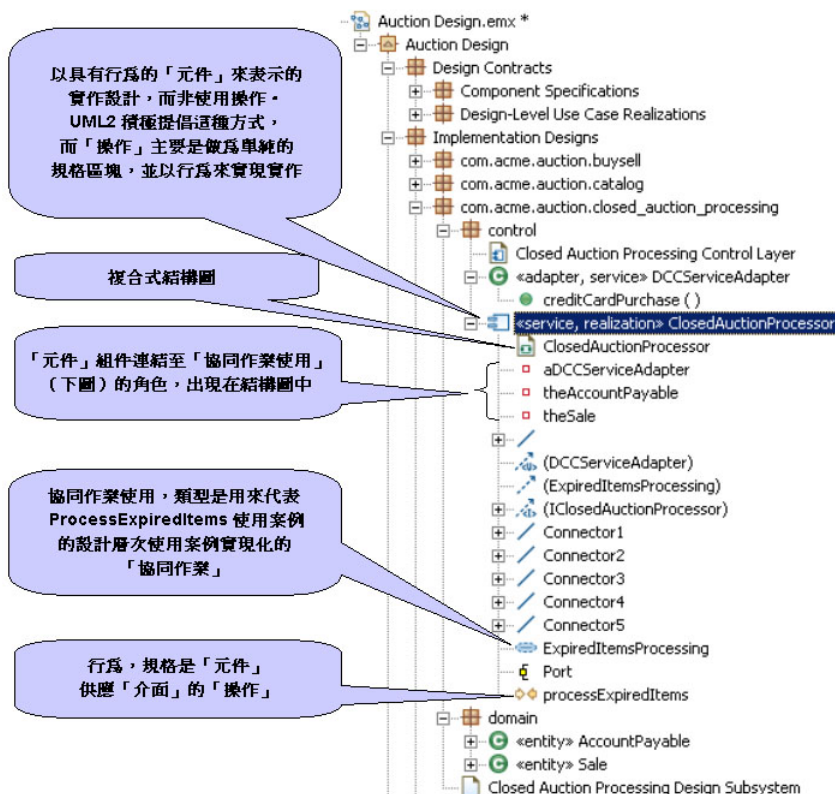 以具有行為的「元件」來表示的
實作設計，而非使用操作。
UML2 積極提倡這種方式，
而「操作」主要是做為單純的
規格區塊，並以行為來實現實作
複合式結構圖
「元件」組件連結至「協同作業使用」
（下圖）的角色，出現在結構圖中
協同作業使用，類型是用來代表
ProcessExpiredItems 使用案例
的設計層次使用案例實現化的
「協同作業」
行為，規格是「元件」
供應「介面」的「操作」
Auction Design.emx *
Auction Design
Design Contracts
Component Specifications
Design-Level Use Case Realizations
Implementation Designs
com.acme.auction.buysell
com.acme.auction.catalog
com.acme.auction.closed_auction_processing
control
Closed Auction Processing Control Layer
«adapter, service» DCCServiceAdapter
creditCardPurchase ( )
«service, realization» ClosedAuctionProcessor
ClosedAuctionProcessor
aDCCServiceAdapter
theAccountPayable
theSale
(DCCServiceAdapter)
(ExpiredItemsProcessing)
(IClosedAuctionProcessor)
Connector1
Connector2
Connector3
Connector4
Connector5
ExpiredItemsProcessing
Port
processExpiredItems
domain
«entity» AccountPayable
«entity» Sale
Closed Auction Processing Design Subsystem